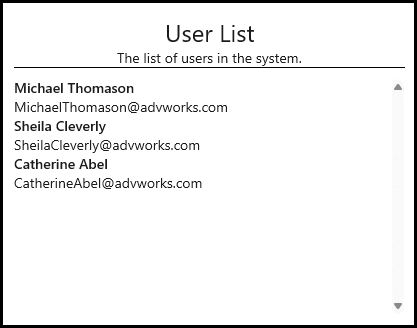 User List
The list of users in the system.
Michael Thomason
MichaelThomason@advworks.com
Sheila Cleverly
SheilaCleverly@advworks.com
Catherine Abel
CatherineAbel@advworks.com